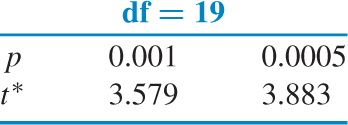 df = 19
p 0.001 0.0005
t* 3.579 3.883